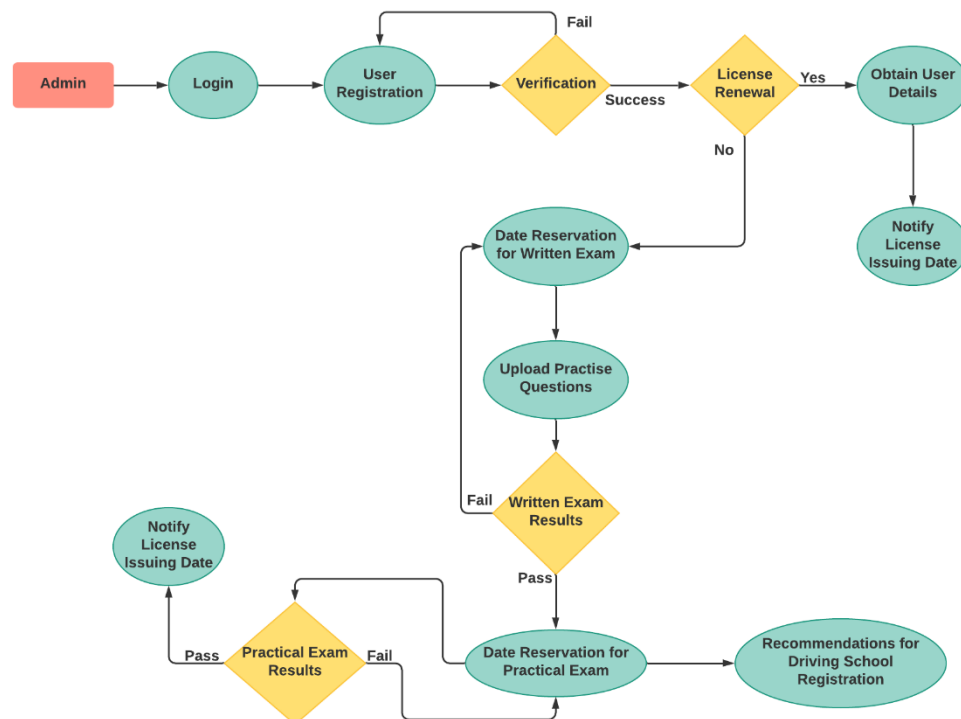 Fail
Admin
Login
User
Registration
Verification
Success
License
Renewal
Yes
Obtain User
Details
No
Date Reservation
for Written Exam
Notify
License
Issuing Date
Upload Practise
Questions
Fail
Written Exam
Results
Notify
License
Issuing Date
Pass
Pass
Practical Exam
Results
Fail
Date Reservation for
Practical Exam
Recommendations for
Driving School
Registration